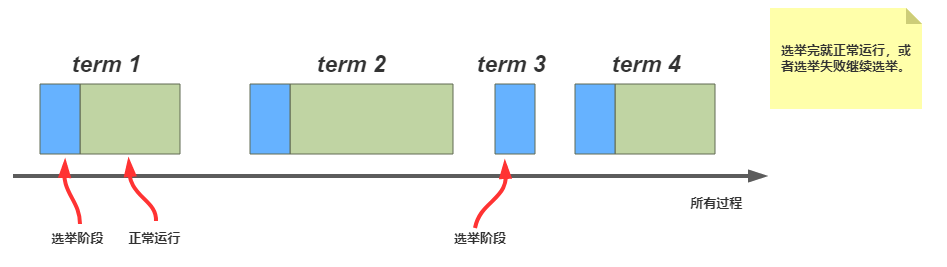 选举完就正常运行，或
者选举失败继续选举。
term 1
term 2
term 3
term 4
所有过程
选举阶段
正常运行
选举阶段